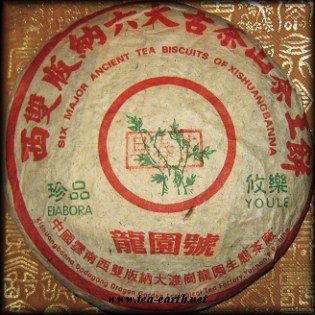 西雙版納六大古茶山茶王餅
SIX MAJOR ANCIENT TEA BISCUITS OF XISHUANGBANNA
珍品
ELABORA
攸樂
YOULE
龍園號
中國雲南西雙版納大渡崗龍園生態茶廠
www.tea-earth.net